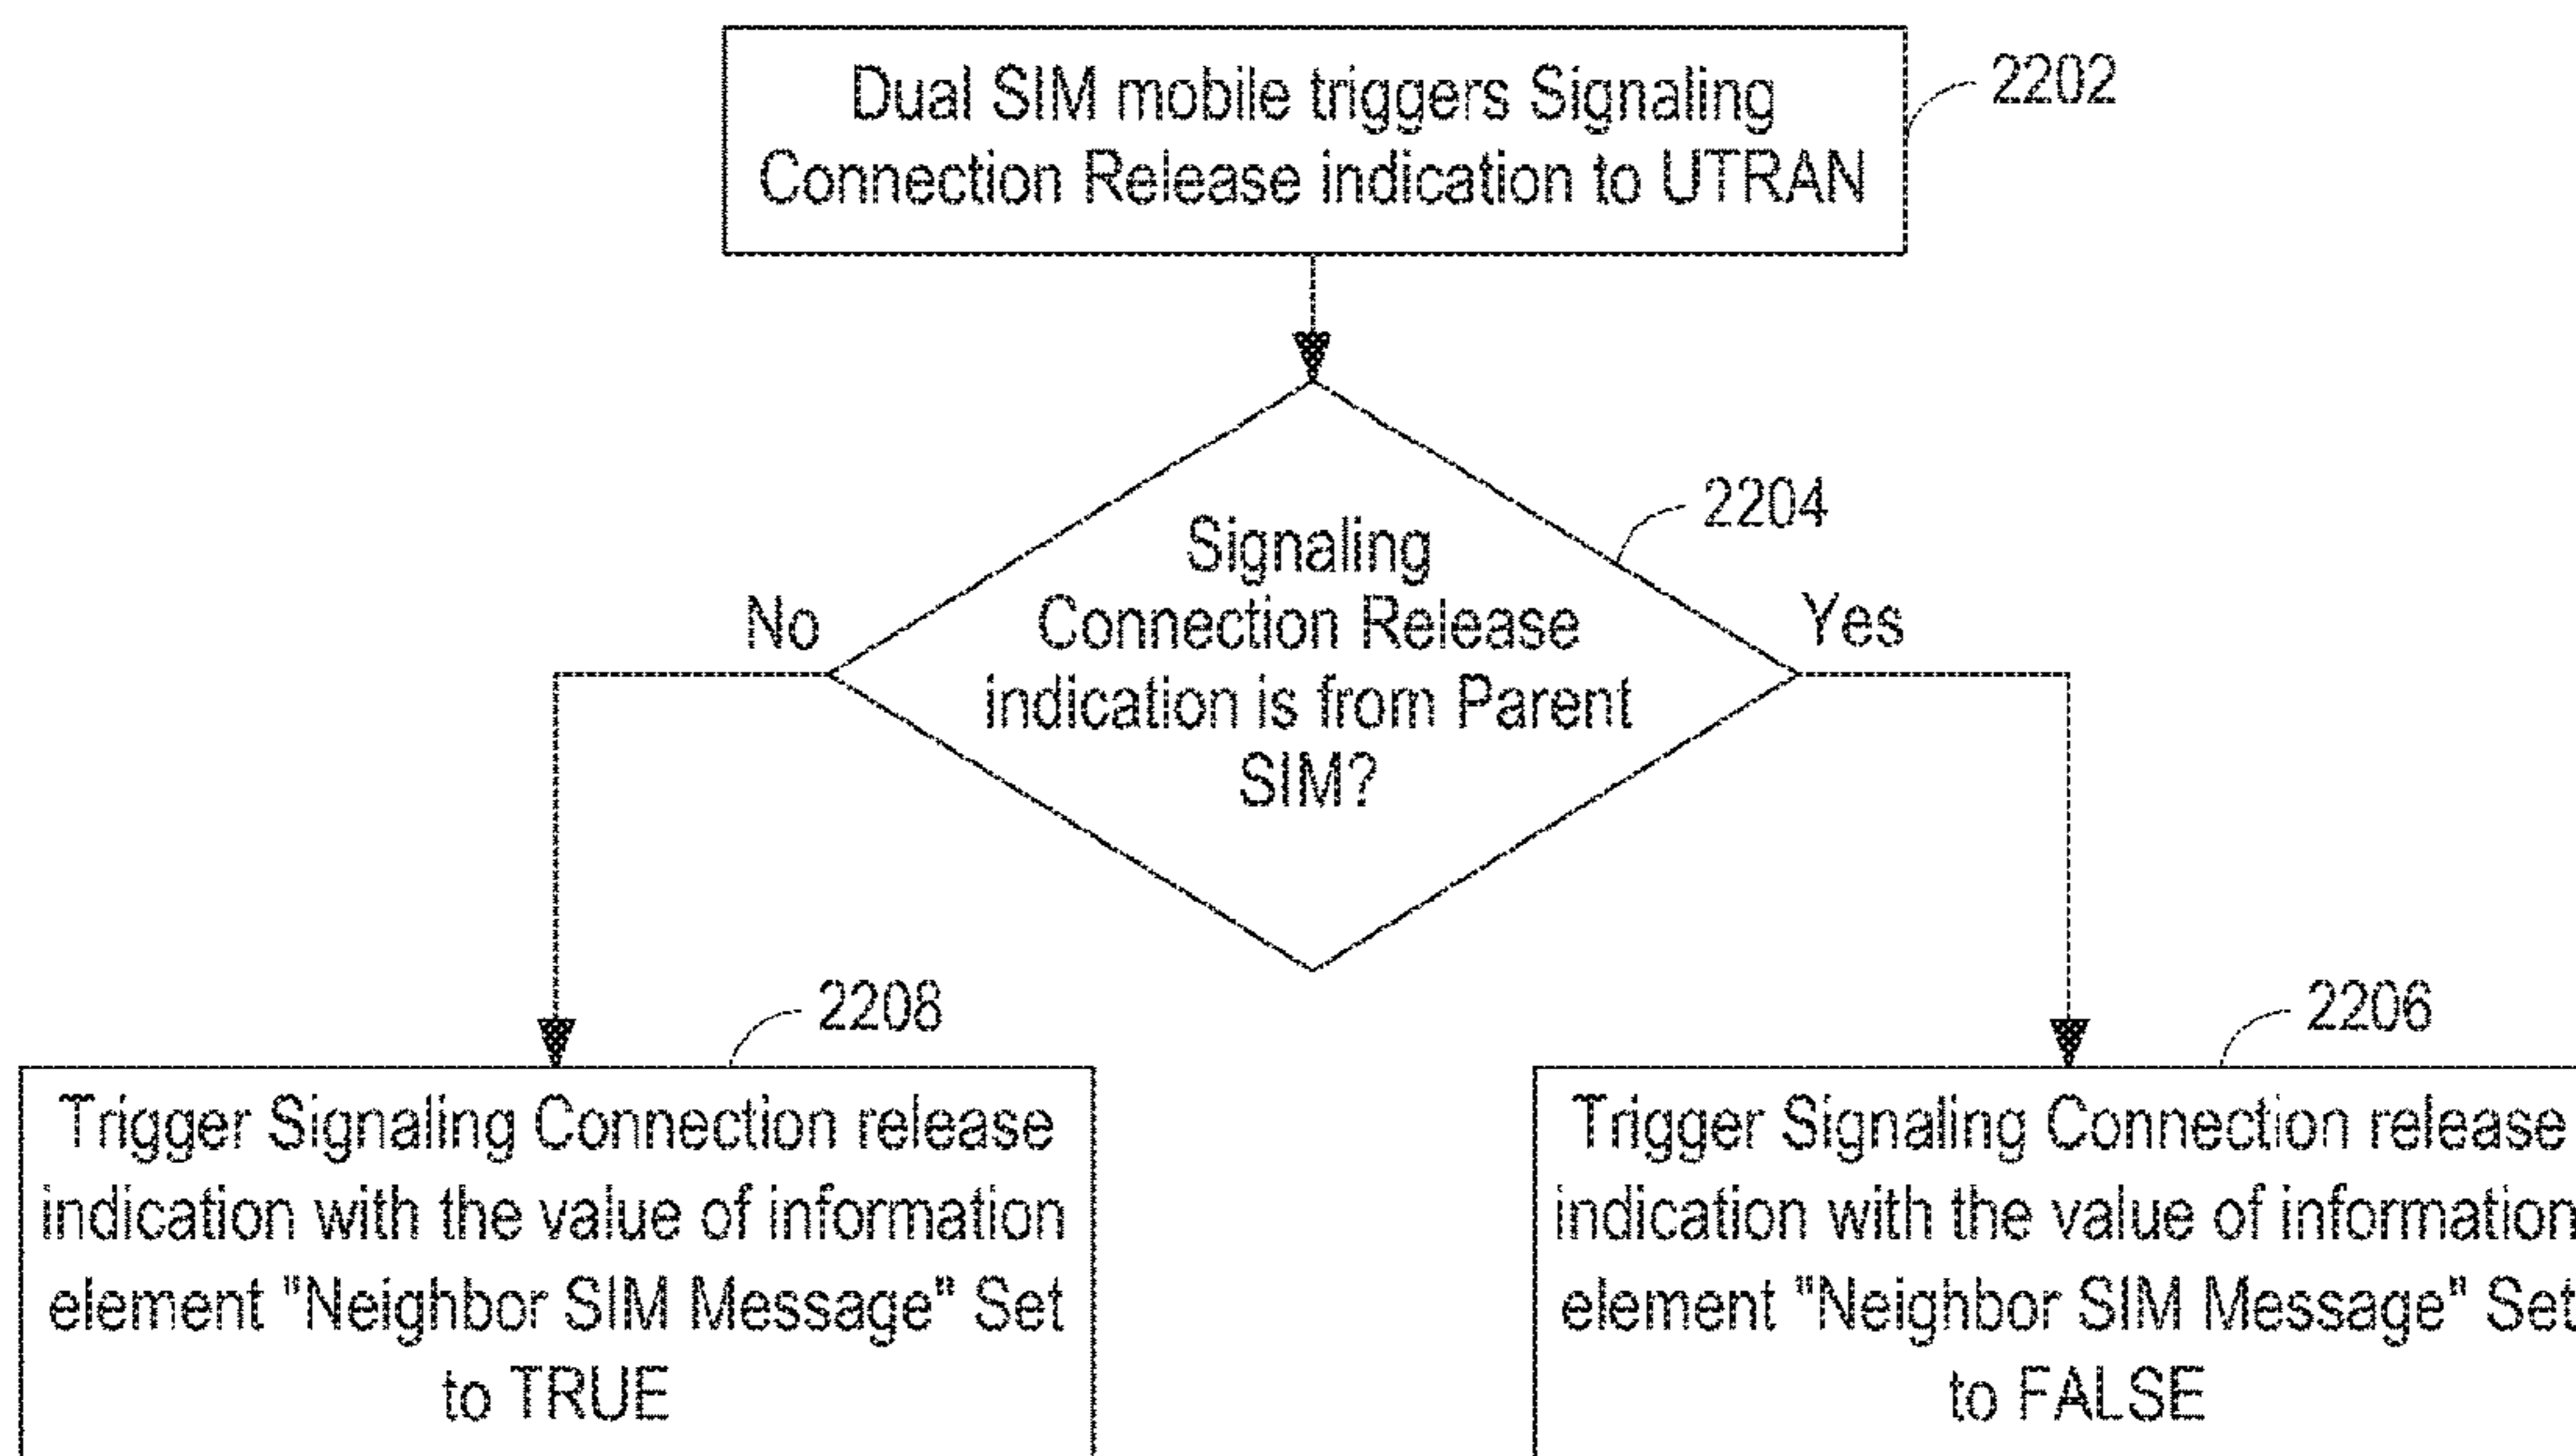 Dual SIM mobile triggers Signaling
Connection Release indication to UTRAN
2202
Signaling
Connection Release
indication is from Parent
SIM?
2204
No
Yes
2208
Trigger Signaling Connection release
indication with the value of information
element "Neighbor SIM Message" Set
to TRUE
2206
Trigger Signaling Connection release
indication with the value of information
element "Neighbor SIM Message" Set
to FALSE